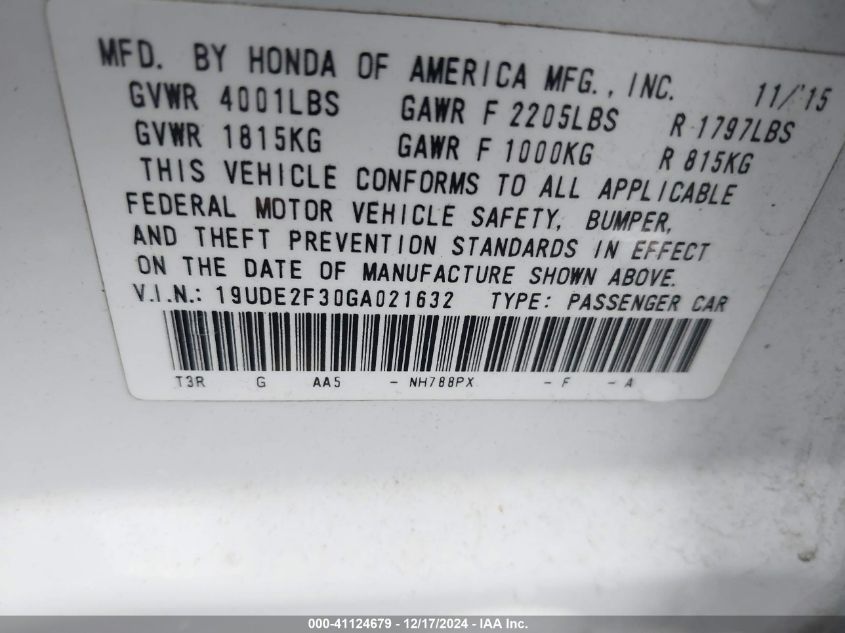 MFD. BY HONDA OF AMERICA MFG., INC. 11/'15
GVWR 4001LBS GAWR F 2205LBS R 1797LBS
GVWR 1815KG GAWR F 1000KG R 815KG
THIS VEHICLE CONFORMS TO ALL APPLICABLE
FEDERAL MOTOR VEHICLE SAFETY, BUMPER,
AND THEFT PREVENTION STANDARDS IN EFFECT
ON THE DATE OF MANUFACTURE SHOWN ABOVE.
V.I.N.: 19UDE2F30GA021632 TYPE: PASSENGER CAR
T3R G AA5 - NH788PX - F - A
000-41124679 - 12/17/2024 - IAA Inc.